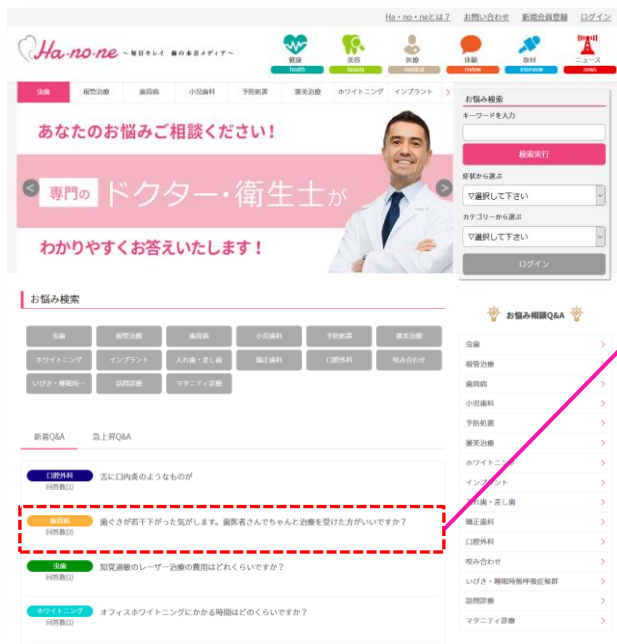 Ha・no・neとは？ お問い合わせ 新規会員登録 ログイン
Ha·no·ne ～毎日キレイ 歯の本音メディア～
健康 美容 医療 体験 取材 ニュース
health beauty medical review interview news
虫歯 根管治療 歯周病 小児歯科 予防処置 審美治療 ホワイトニング インプラント >
あなたのお悩みご相談ください！
専門の ドクター・衛生士が
わかりやすくお答えいたします！
お悩み検索
キーワードを入力
検索実行
症状から選ぶ
▽選択して下さい
カテゴリーから選ぶ
▽選択して下さい
ログイン
お悩み検索
虫歯 根管治療 歯周病 小児歯科 予防処置 審美治療
ホワイトニング インプラント 入れ歯・差し歯 矯正歯科 口腔外科 咬み合わせ
いびき・睡眠時… 訪問診療 マタニティ診療
新着Q&A 急上昇Q&A
口腔外科 舌に口内炎のようなものが
回答数(1)
歯周病 歯ぐきが若干下がった気がします。歯医者さんでちゃんと治療を受けた方がいいですか？
回答数(2)
虫歯 知覚過敏のレーザー治療の費用はどれくらいですか？
回答数(1)
ホワイトニング オフィスホワイトニングにかかる時間はどのくらいですか？
回答数(1)
お悩み相談Q&A
虫歯 >
根管治療 >
歯周病 >
小児歯科 >
予防処置 >
審美治療 >
ホワイトニング >
インプラント >
入れ歯・差し歯 >
矯正歯科 >
口腔外科 >
咬み合わせ >
いびき・睡眠時無呼吸症候群 >
訪問診療 >
マタニティ診療 >